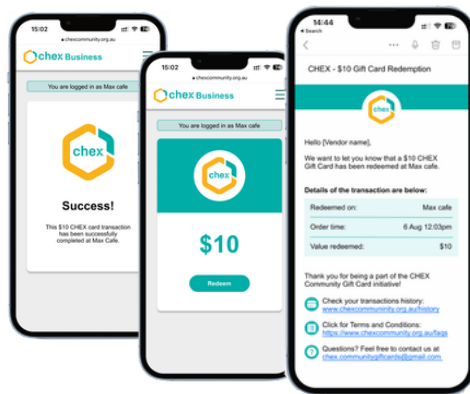 15:02
chexcommunity.org.au
chex Business
You are logged in as Max cafe
chex
Success!
This $10 CHEX card transaction
has been successfully
completed at Max Cafe.
15:02
chexcommunity.org.au
chex Business
You are logged in as Max cafe
chex
$10
Redeem
14:44
Search
CHEX - $10 Gift Card Redemption
chex
Hello [Vendor name],
We want to let you know that a $10 CHEX
Gift Card has been redeemed at Max cafe.
Details of the transaction are below:
Redeemed on: Max cafe
Order time: 6 Aug 12.03pm
Value redeemed: $10
Thank you for being a part of the CHEX
Community Gift Card initiative!
Check your transactions history:
www.chexcommuninity.org.au/history
Click for Terms and Conditions:
https://www.chexcommunity.org.au/faqs
Questions? Feel free to contact us at
chex.communitygiftcards@gmail.com